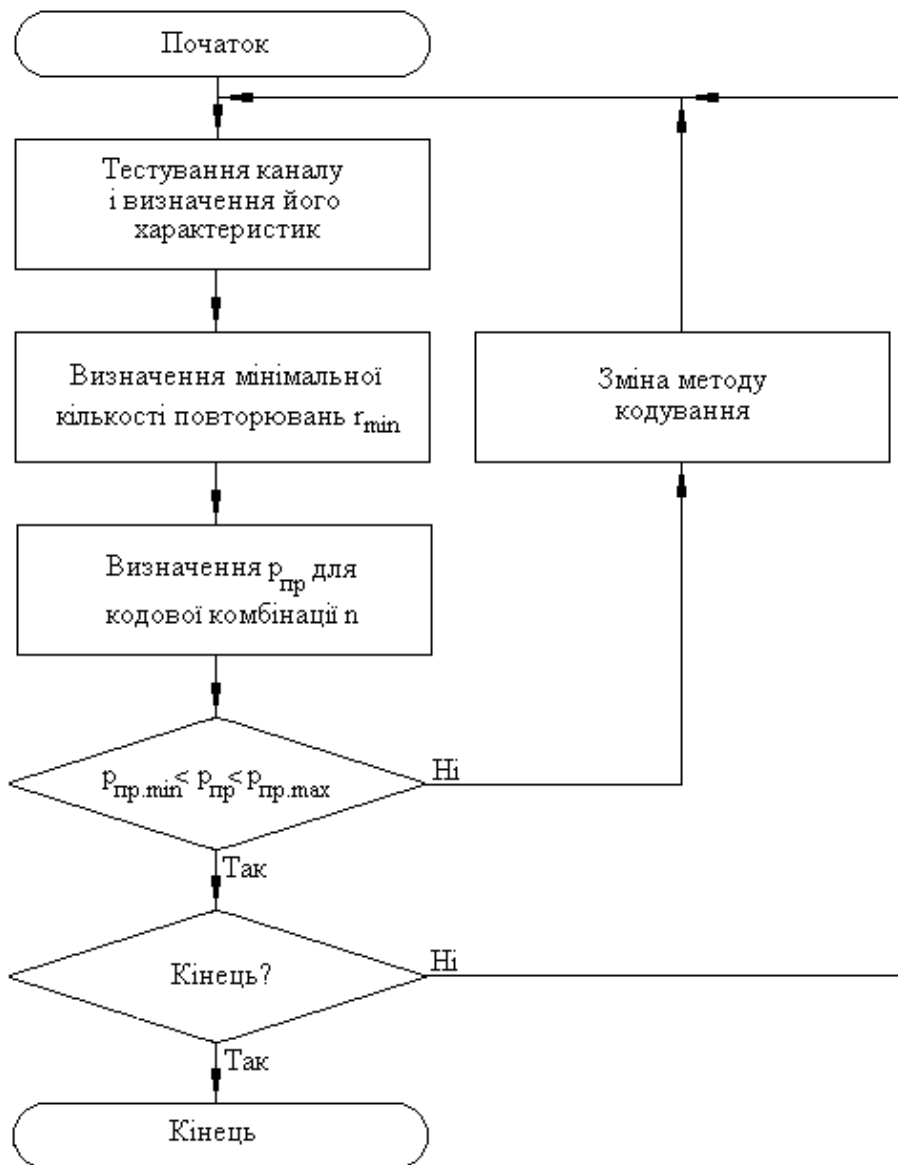 Початок
Тестування каналу
і визначення його
характеристик
Визначення мінімальної
кількості повторювань r_min
Зміна методу
кодування
Визначення p_пр для
кодової комбінації n
p_пр.min < p_пр < p_пр.max
Ні
Так
Кінець?
Ні
Так
Кінець